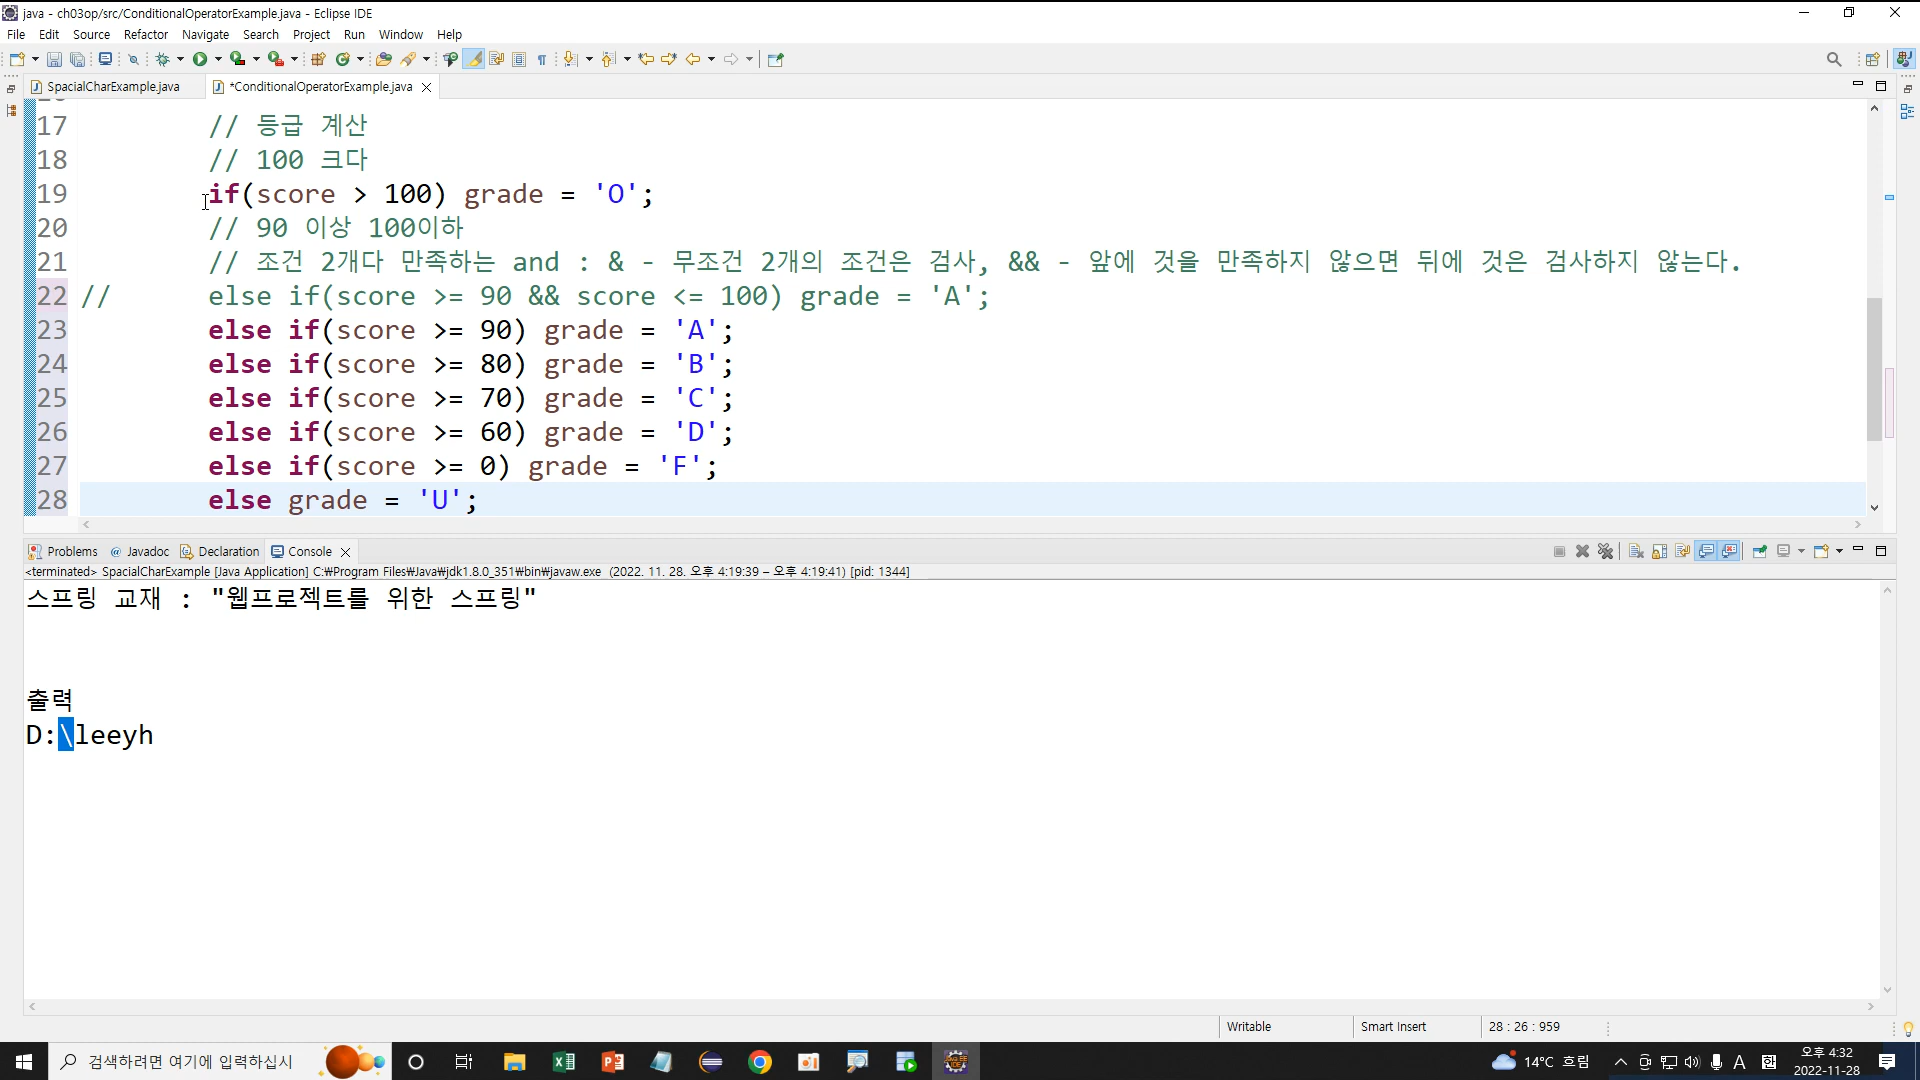 java - ch03op/src/ConditionalOperatorExample.java - Eclipse IDE
File Edit Source Refactor Navigate Search Project Run Window Help
SpacialCharExample.java *ConditionalOperatorExample.java
17 // 등급 계산
18 // 100 크다
19 if(score > 100) grade = 'O';
20 // 90 이상 100이하
21 // 조건 2개다 만족하는 and : & - 무조건 2개의 조건은 검사, && - 앞에 것을 만족하지 않으면 뒤에 것은 검사하지 않는다.
22 // else if(score >= 90 && score <= 100) grade = 'A';
23 else if(score >= 90) grade = 'A';
24 else if(score >= 80) grade = 'B';
25 else if(score >= 70) grade = 'C';
26 else if(score >= 60) grade = 'D';
27 else if(score >= 0) grade = 'F';
28 else grade = 'U';
Problems @ Javadoc Declaration Console
<terminated> SpacialCharExample [Java Application] C:₩Program Files₩Java₩jdk1.8.0_351₩bin₩javaw.exe (2022. 11. 28. 오후 4:19:39 – 오후 4:19:41) [pid: 1344]
스프링 교재 : "웹프로젝트를 위한 스프링"
출력
D:\leeyh
Writable Smart Insert 28 : 26 : 959
검색하려면 여기에 입력하십시
14°C 흐림 A 오후 4:32
2022-11-28